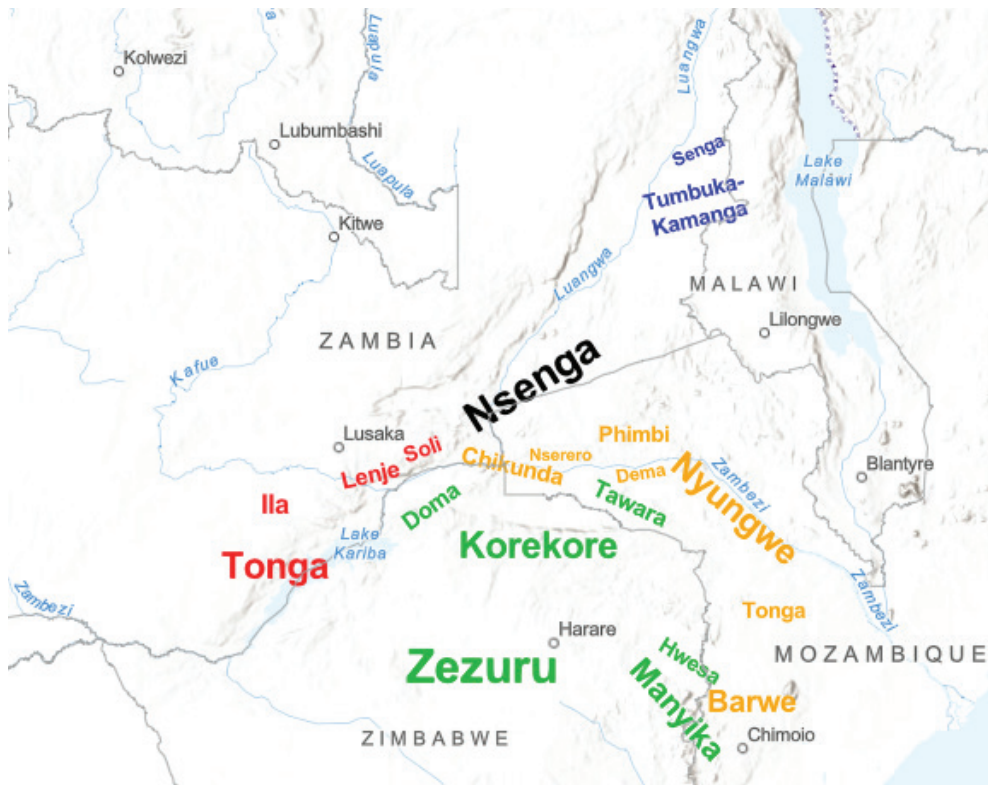 Luapula
Luangwa
Kolwezi
Lubumbashi
Luapula
Senga
Lake
Maláwi
Tumbuka-
Kamanga
Kitwe
Luangwa
MALAWI
Lilongwe
ZAMBIA
Kafue
Nsenga
Lusaka
Soli
Lenje
Phimbi
Nserero
Chikunda
Dema
Nyungwe
Zambezi
Blantyre
Ila
Doma
Tawara
Lake
Kariba
Korekore
Tonga
Zambezi
Zambezi
Tonga
Harare
Hwesa
MOZAMBIQUE
Zezuru
Manyika
Barwe
ZIMBABWE
Chimoio